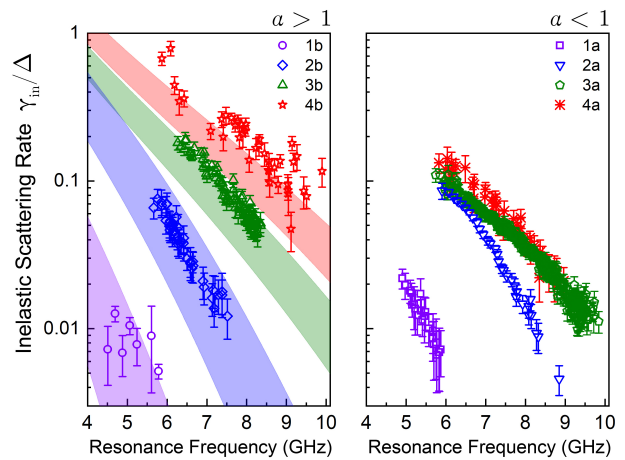 a > 1
a < 1
Inelastic Scattering Rate γin/Δ
1
0.1
0.01
1b
2b
3b
4b
1a
2a
3a
4a
4 5 6 7 8 9 10
4 5 6 7 8 9 10
Resonance Frequency (GHz)
Resonance Frequency (GHz)